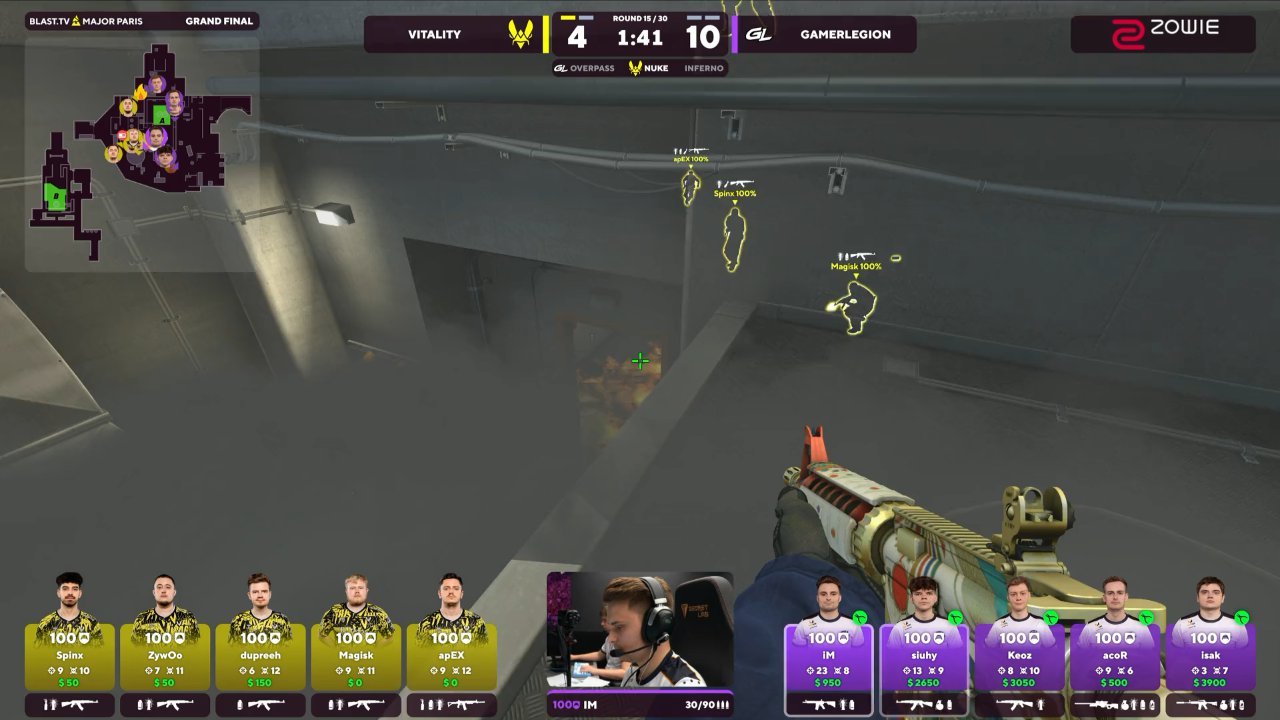 BLAST.TV MAJOR PARIS GRAND FINAL
VITALITY 4 ROUND 15 / 30 1:41 10 GL GAMERLEGION
ZOWIE
GL OVERPASS NUKE INFERNO
apEX 100%
Spinx 100%
Magisk 100%
SECRET LAB
100 100 100 100 100
Spinx ZywOo dupreeh Magisk apEX
9 10 7 11 6 12 9 11 9 12
$50 $50 $150 $0 $0
100 IM 30/90
100 100 100 100 100
iM siuhy Keoz acoR isak
23 8 13 9 8 10 9 6 3 7
$950 $2650 $3050 $500 $3900